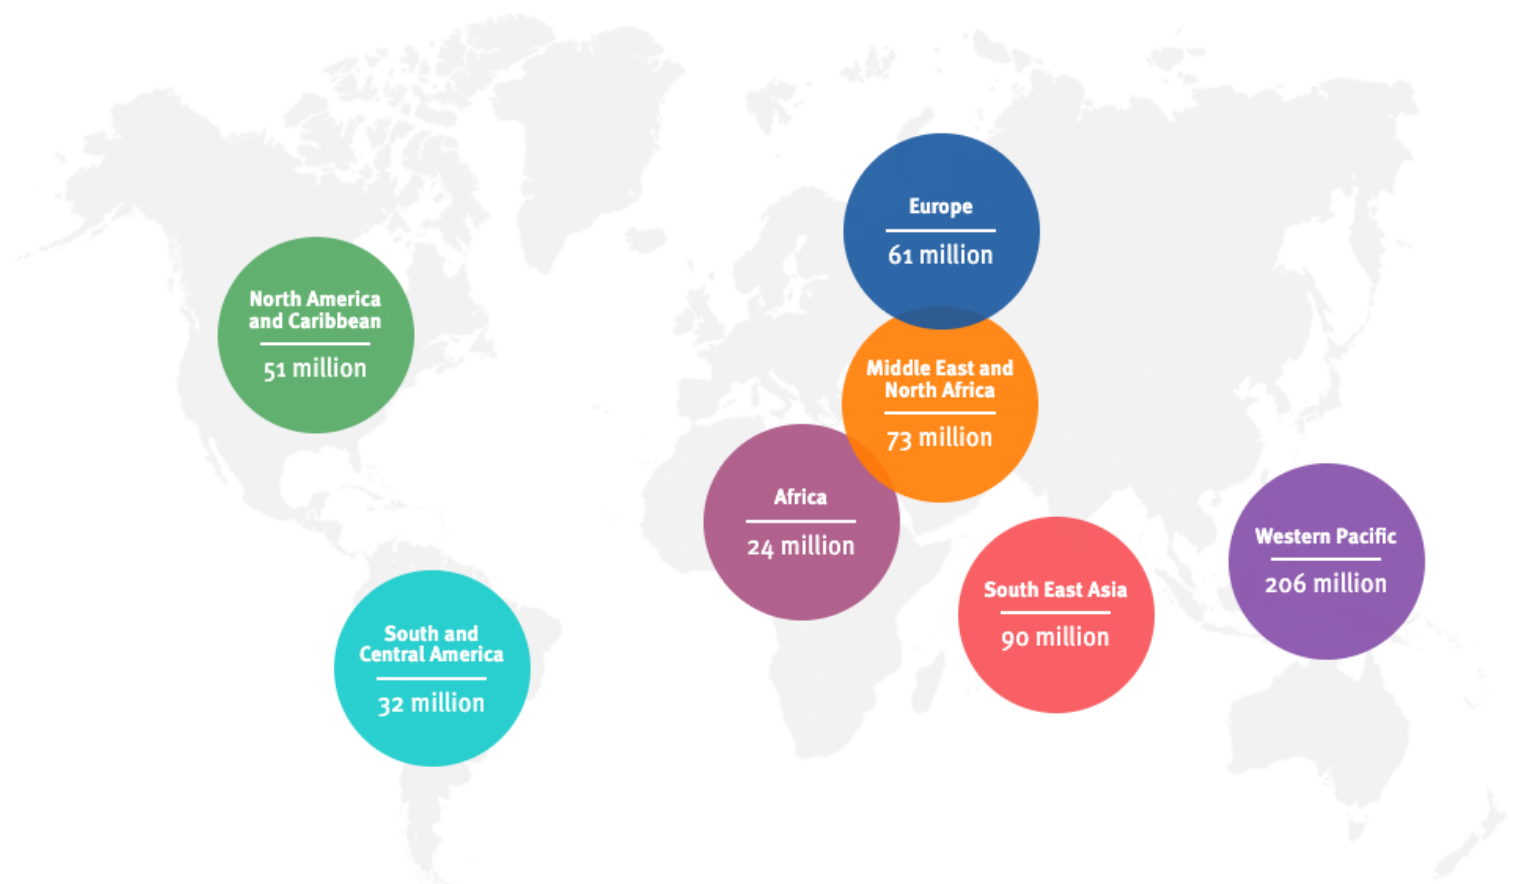 Europe
61 million
North America
and Caribbean
51 million
Middle East and
North Africa
73 million
Africa
24 million
Western Pacific
206 million
South East Asia
90 million
South and
Central America
32 million